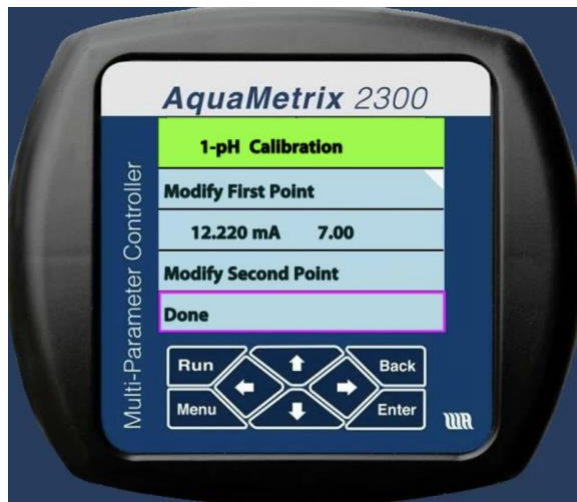 AquaMetrix 2300
Multi-Parameter Controller
1-pH Calibration
Modify First Point
12.220 mA 7.00
Modify Second Point
Done
Run
Back
Menu
Enter